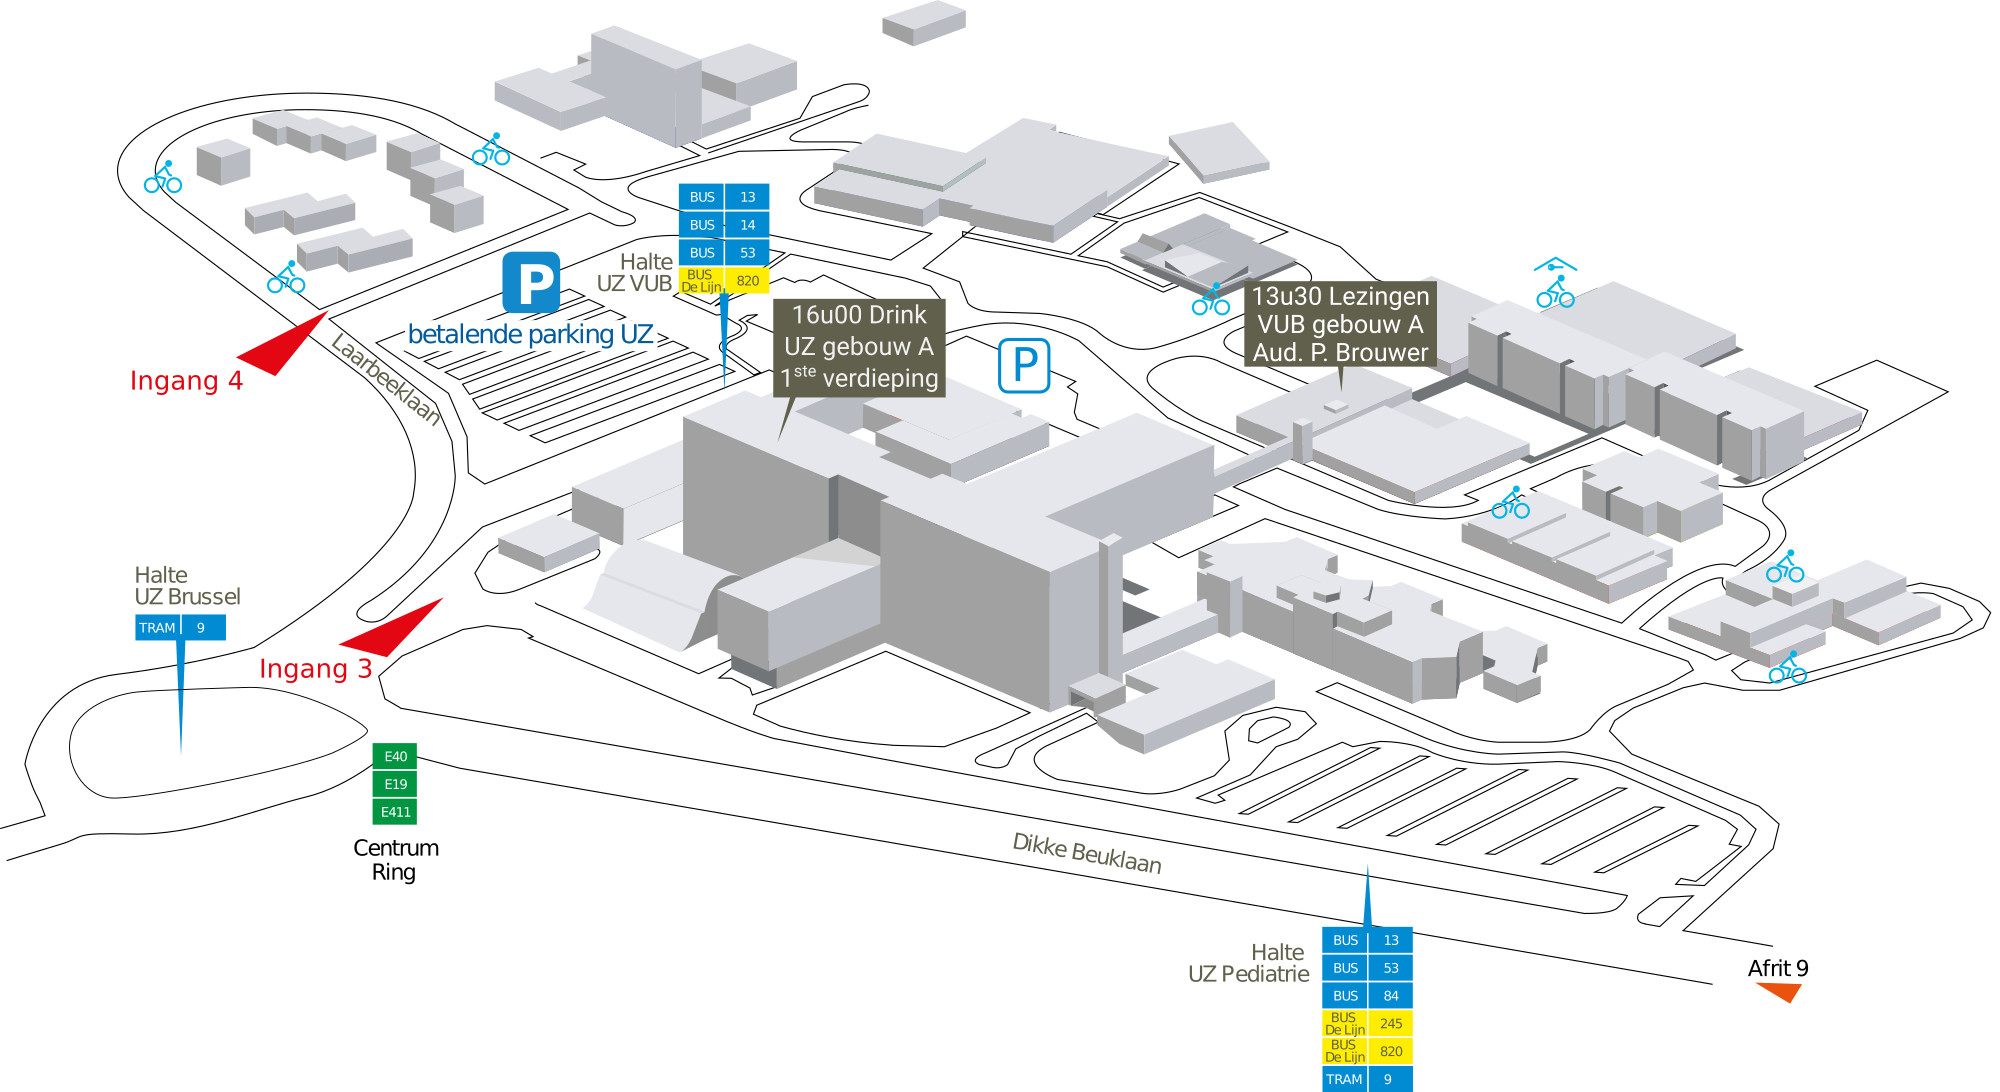 BUS 13
BUS 14
BUS 53
BUS De Lijn 820
Halte
UZ VUB
P
betalende parking UZ
16u00 Drink
UZ gebouw A
1ste verdieping
P
13u30 Lezingen
VUB gebouw A
Aud. P. Brouwer
Ingang 4
Laarbeeklaan
Halte
UZ Brussel
TRAM 9
Ingang 3
E40
E19
E411
Centrum
Ring
Dikke Beuklaan
Halte
UZ Pediatrie
BUS 13
BUS 53
BUS 84
BUS De Lijn 245
BUS De Lijn 820
TRAM 9
Afrit 9